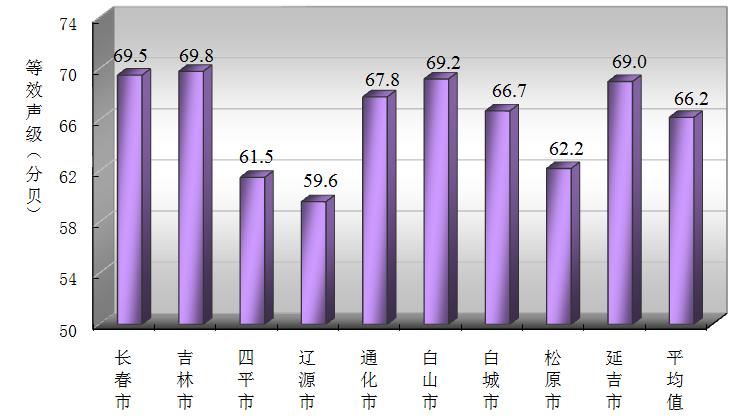 等效声级（分贝）
74
70
66
62
58
54
50
69.5
69.8
61.5
59.6
67.8
69.2
66.7
62.2
69.0
66.2
长春市
吉林市
四平市
辽源市
通化市
白山市
白城市
松原市
延吉市
平均值